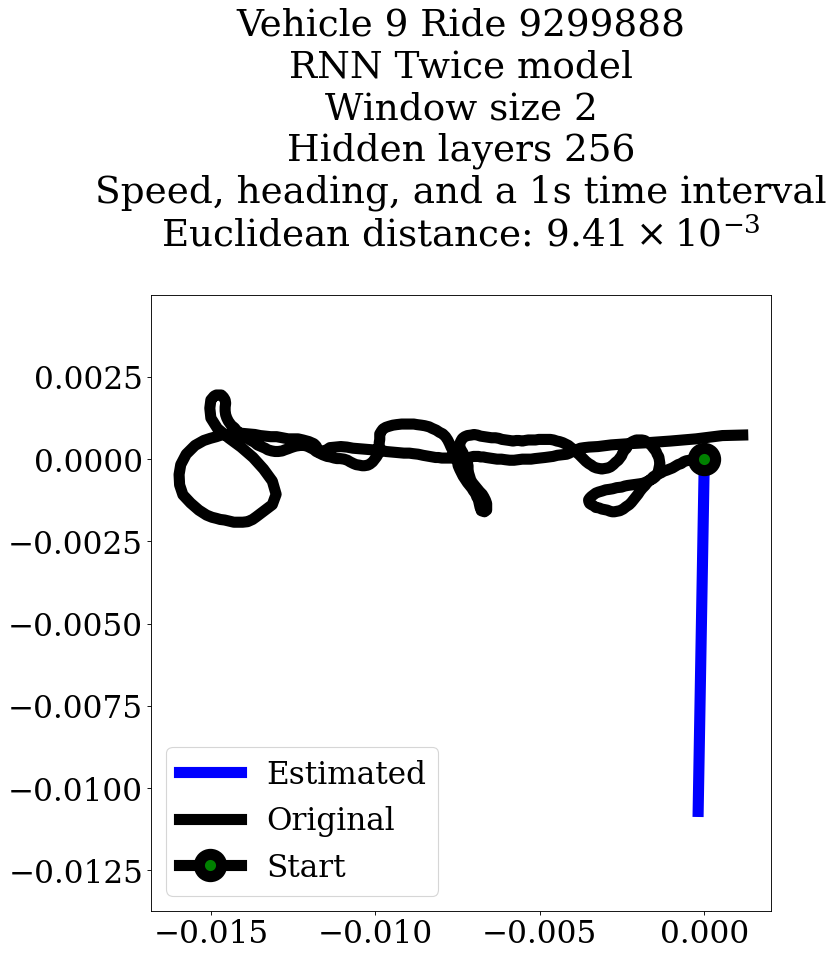 Vehicle 9 Ride 9299888
RNN Twice model
Window size 2
Hidden layers 256
Speed, heading, and a 1s time interval
Euclidean distance: 9.41 × 10⁻³
0.0025
0.0000
−0.0025
−0.0050
−0.0075
−0.0100
−0.0125
Estimated
Original
Start
−0.015 −0.010 −0.005 0.000